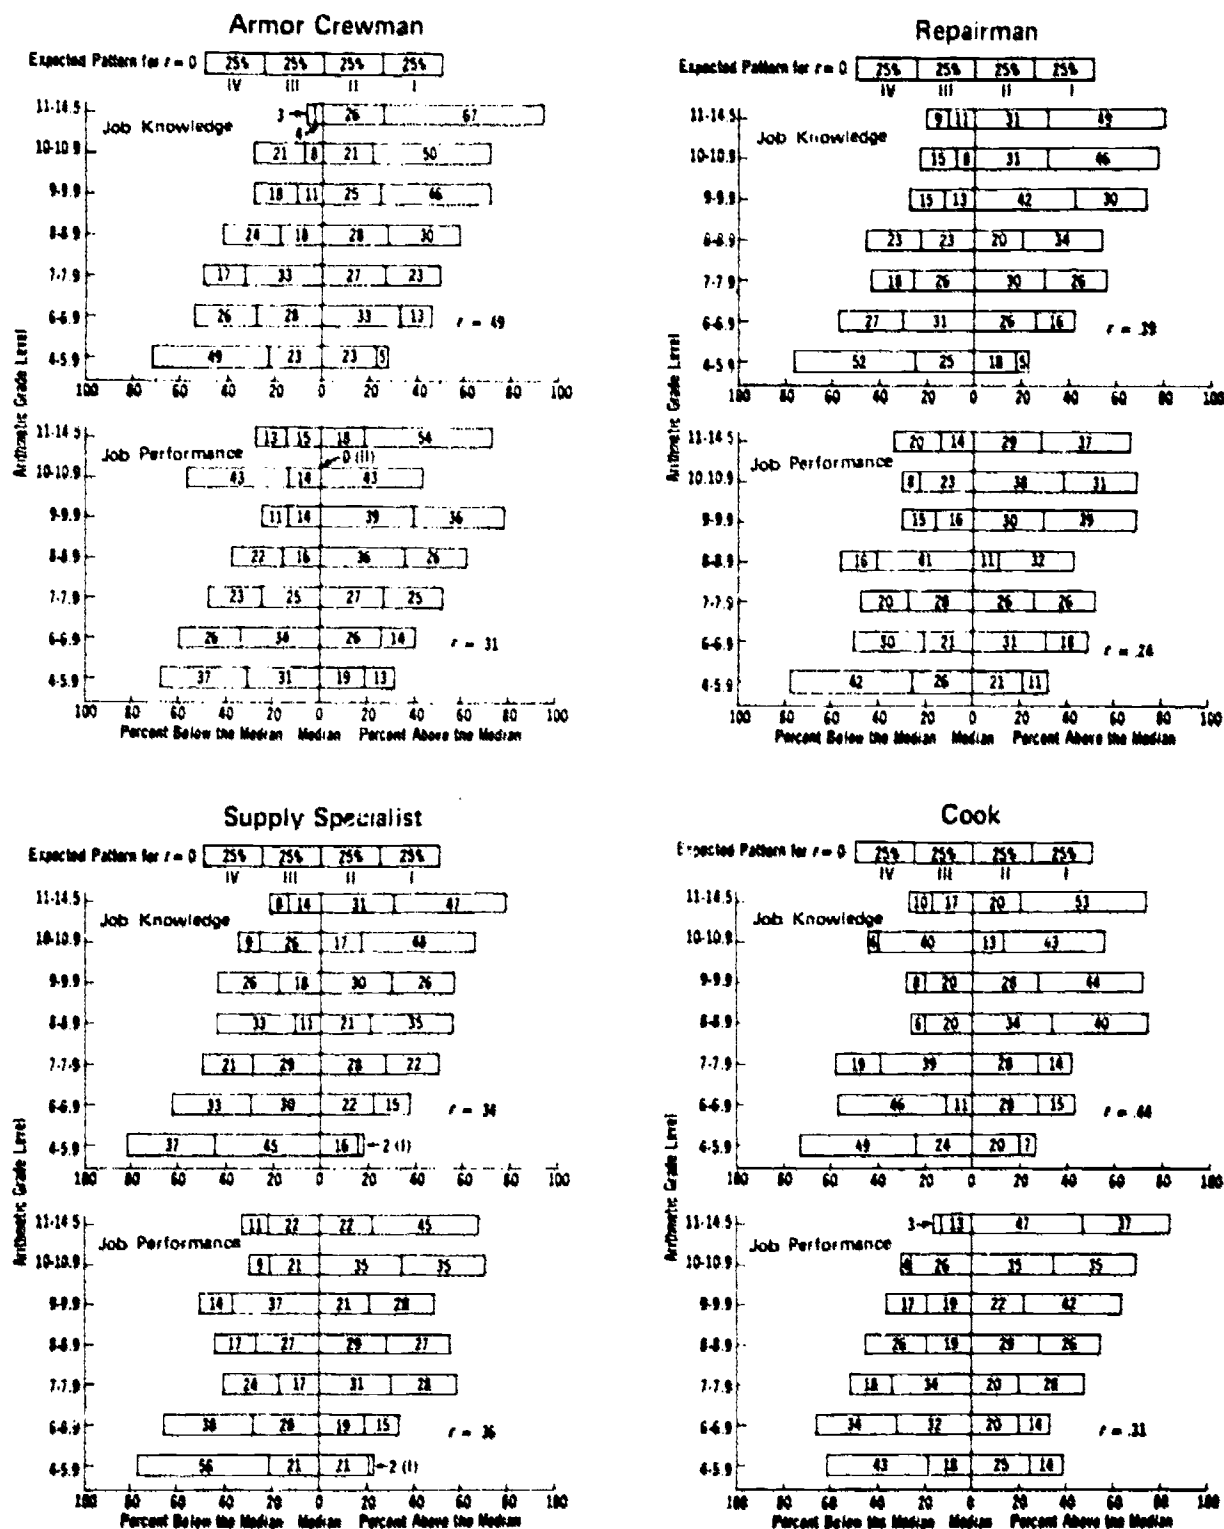 Armor Crewman
Expected Pattern for r = 0 25% 25% 25% 25%
IV III II I
Job Knowledge
11-14.5 3 4 26 67
10-10.9 21 8 21 50
9-9.9 18 11 25 46
8-8.9 24 18 28 30
7-7.9 17 33 27 23
6-6.9 26 28 33 13 r = 49
4-5.9 49 23 23 5
100 80 60 40 20 0 20 40 60 80 100
Arithmetic Grade Level
Job Performance
11-14.5 13 15 18 54
0 (II)
10-10.9 43 14 43
9-9.9 11 14 39 36
8-8.9 22 16 36 26
7-7.9 23 25 27 25
6-6.9 26 34 26 14 r = 31
4-5.9 37 31 19 13
100 80 60 40 20 0 20 40 60 80 100
Percent Below the Median Median Percent Above the Median
Repairman
Expected Pattern for r = 0 25% 25% 25% 25%
IV III II I
Job Knowledge
11-14.5 9 11 31 49
10-10.9 15 8 31 46
9-9.9 15 13 42 30
8-8.9 23 23 20 34
7-7.9 18 26 30 26
6-6.9 27 31 26 16 r = .39
4-5.9 52 25 18 5
100 80 60 40 20 0 20 40 60 80 100
Arithmetic Grade Level
Job Performance
11-14.5 20 14 29 37
10.10.9 8 23 38 31
9-9.9 15 16 30 39
8-8.9 16 41 11 32
7-7.9 20 28 26 26
6-6.9 30 21 31 18 r = .24
4-5.9 42 26 21 11
100 80 60 40 20 0 20 40 60 80 100
Percent Below the Median Median Percent Above the Median
Supply Specialist
Expected Pattern for r = 0 25% 25% 25% 25%
IV III II I
Job Knowledge
11-14.5 8 14 31 47
10-10.9 9 26 17 48
9-9.9 26 18 30 26
8-8.9 33 11 21 35
7-7.9 21 29 28 22
6-6.9 33 30 22 15 r = 34
4-5.9 37 45 16 2 (I)
100 80 60 40 20 0 20 40 60 80 100
Arithmetic Grade Level
Job Performance
11-14.5 11 22 22 45
10-10.9 9 21 35 35
9-9.9 14 37 21 28
8-8.9 17 27 29 27
7-7.9 24 17 31 28
6-6.9 38 28 19 15 r = 36
4-5.9 56 21 21 2 (I)
100 80 60 40 20 0 20 40 60 80 100
Percent Below the Median Median Percent Above the Median
Cook
Expected Pattern for r = 0 25% 25% 25% 25%
IV III II I
Job Knowledge
11-14.5 10 17 20 53
10-10.9 4 40 13 43
9-9.9 8 20 28 44
8-8.9 6 20 34 40
7-7.9 19 39 28 14
6-6.9 46 11 28 15 r = .44
4-5.9 49 24 20 7
100 80 60 40 20 0 20 40 60 80 100
Arithmetic Grade Level
Job Performance
11-14.5 3 13 47 37
10-10.9 4 26 35 35
9-9.9 17 19 22 42
8-8.9 26 19 29 26
7-7.9 18 34 20 28
6-6.9 34 32 20 14 r = .31
4-5.9 43 18 25 14
100 80 60 40 20 0 20 40 60 80 100
Percent Below the Median Median Percent Above the Median